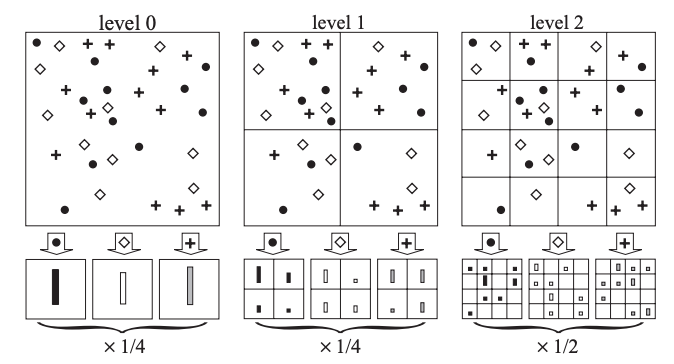 level 0
level 1
level 2
× 1/4
× 1/4
× 1/2